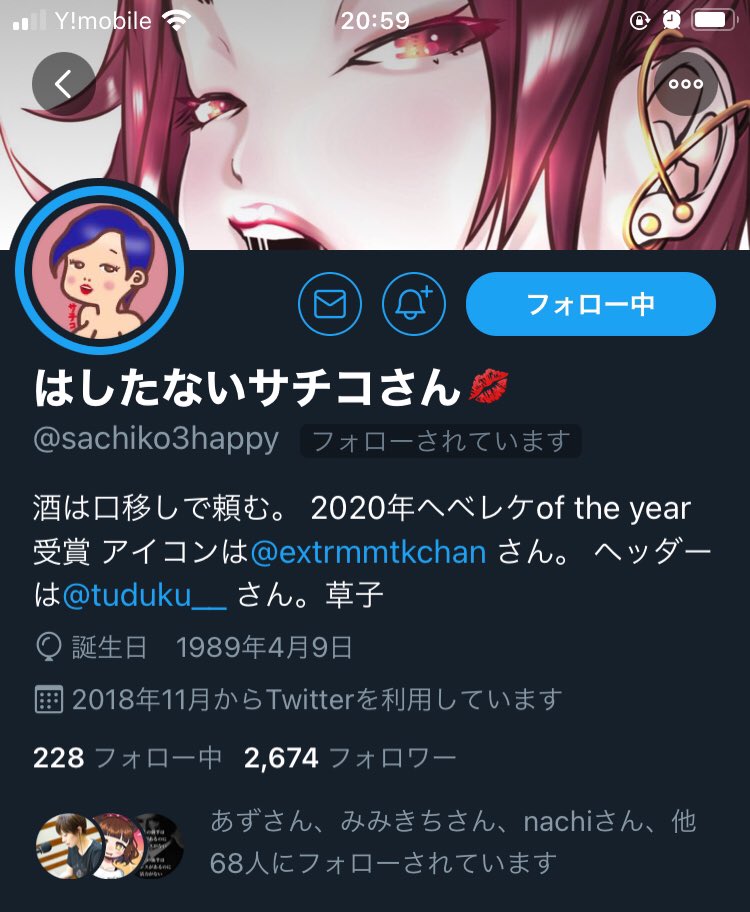 Y!mobile 20:59
サチコ
フォロー中
はしたないサチコさん💋
@sachiko3happy フォローされています
酒は口移しで頼む。 2020年へべレケof the year
受賞 アイコンは@extrmmtkchan さん。 ヘッダー
は@tuduku__ さん。草子
誕生日 1989年4月9日
2018年11月からTwitterを利用しています
228 フォロー中 2,674 フォロワー
あずさん、みみきちさん、nachiさん、他
68人にフォローされています